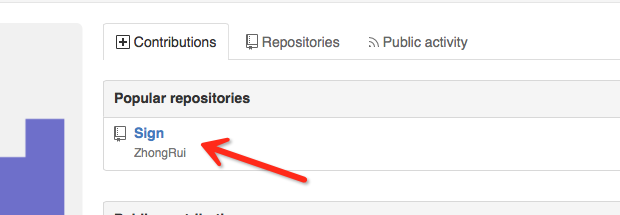 Contributions Repositories Public activity
Popular repositories
Sign
ZhongRui